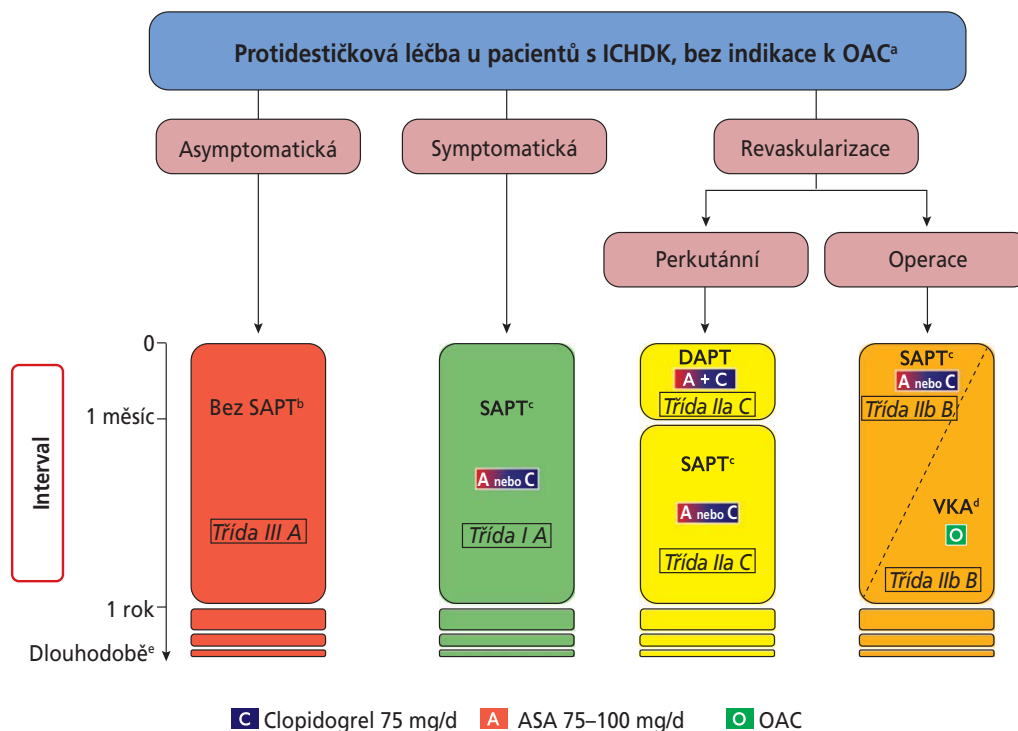 Protidestičková léčba u pacientů s ICHDK, bez indikace k OACᵃ
Asymptomatická
Symptomatická
Revaskularizace
Perkutánní
Operace
Interval
0
1 měsíc
1 rok
Dlouhodoběᵉ
Bez SAPTᵇ
Třída III A
SAPTᶜ
A nebo C
Třída I A
DAPT
A + C
Třída IIa C
SAPTᶜ
A nebo C
Třída IIa C
SAPTᶜ
A nebo C
Třída IIb B
VKAᵈ
O
Třída IIb B
C Clopidogrel 75 mg/d A ASA 75–100 mg/d O OAC